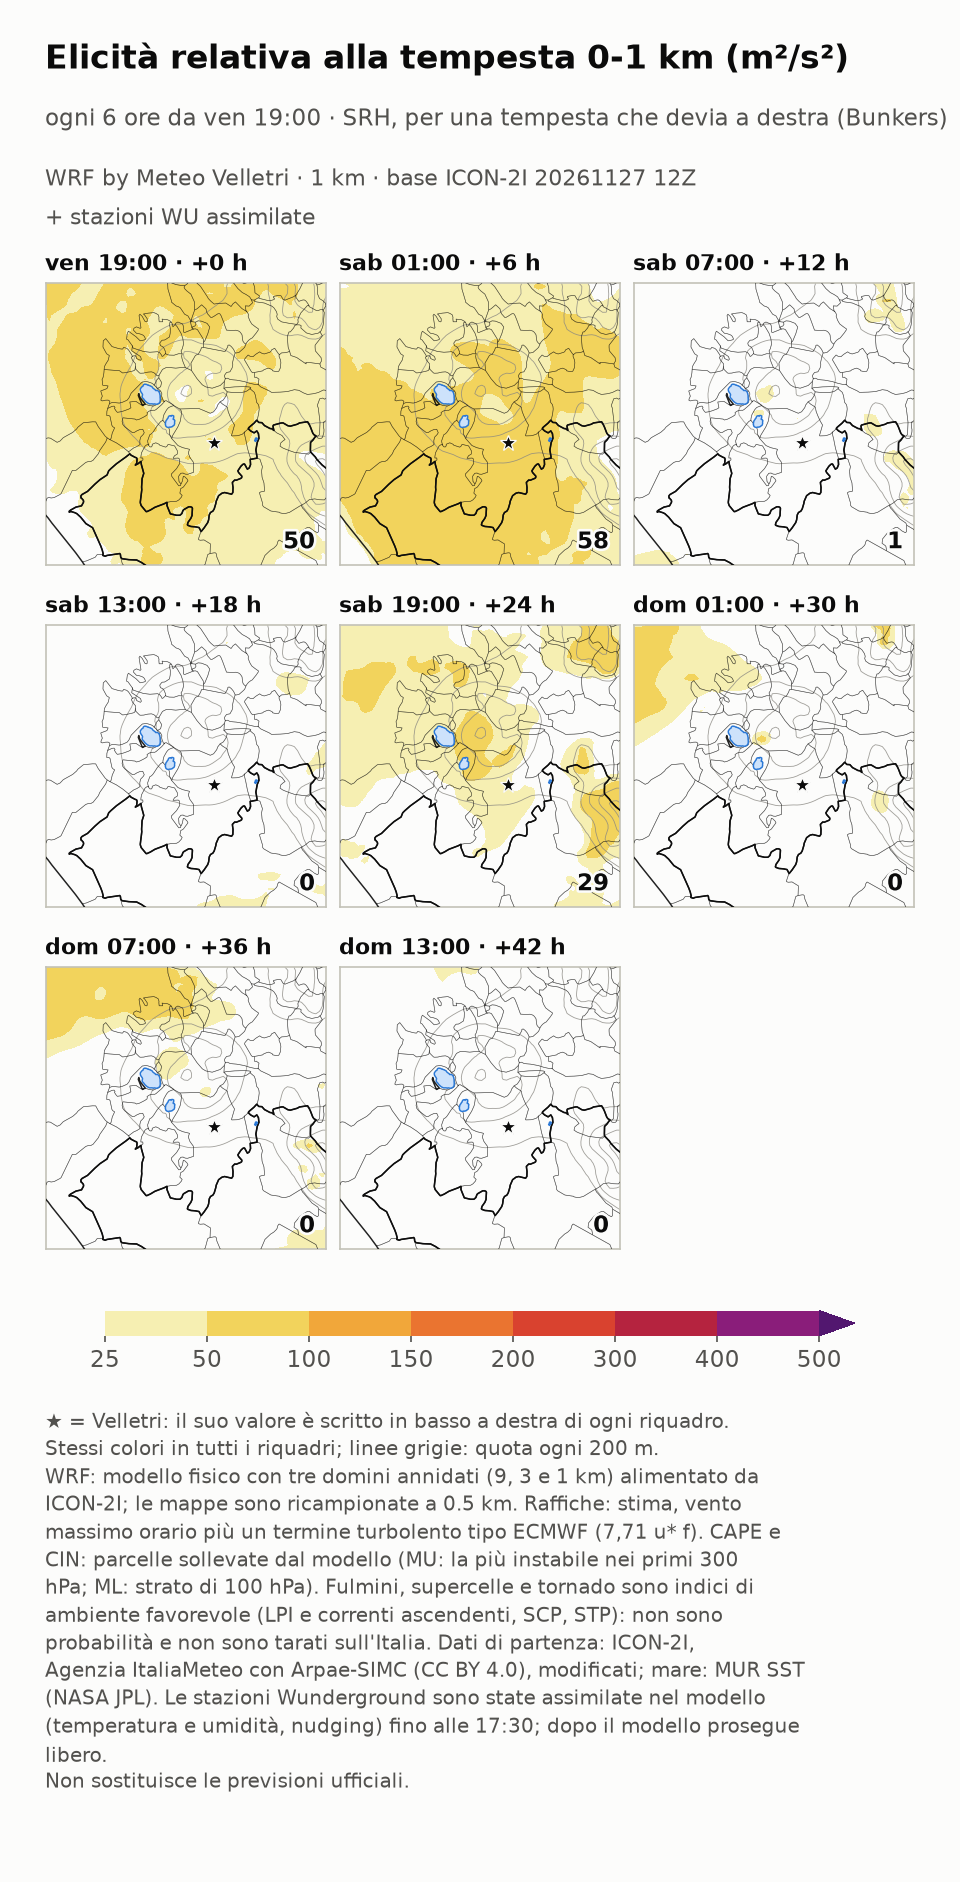 Elicità relativa alla tempesta 0-1 km (m²/s²)
ogni 6 ore da ven 19:00 · SRH, per una tempesta che devia a destra (Bunkers)
WRF by Meteo Velletri · 1 km · base ICON-2I 20261127 12Z
+ stazioni WU assimilate
ven 19:00 · +0 h
sab 01:00 · +6 h
sab 07:00 · +12 h
50
58
1
sab 13:00 · +18 h
sab 19:00 · +24 h
dom 01:00 · +30 h
0
29
0
dom 07:00 · +36 h
dom 13:00 · +42 h
0
0
25 50 100 150 200 300 400 500
★ = Velletri: il suo valore è scritto in basso a destra di ogni riquadro.
Stessi colori in tutti i riquadri; linee grigie: quota ogni 200 m.
WRF: modello fisico con tre domini annidati (9, 3 e 1 km) alimentato da
ICON-2I; le mappe sono ricampionate a 0.5 km. Raffiche: stima, vento
massimo orario più un termine turbolento tipo ECMWF (7,71 u* f). CAPE e
CIN: parcelle sollevate dal modello (MU: la più instabile nei primi 300
hPa; ML: strato di 100 hPa). Fulmini, supercelle e tornado sono indici di
ambiente favorevole (LPI e correnti ascendenti, SCP, STP): non sono
probabilità e non sono tarati sull'Italia. Dati di partenza: ICON-2I,
Agenzia ItaliaMeteo con Arpae-SIMC (CC BY 4.0), modificati; mare: MUR SST
(NASA JPL). Le stazioni Wunderground sono state assimilate nel modello
(temperatura e umidità, nudging) fino alle 17:30; dopo il modello prosegue
libero.
Non sostituisce le previsioni ufficiali.